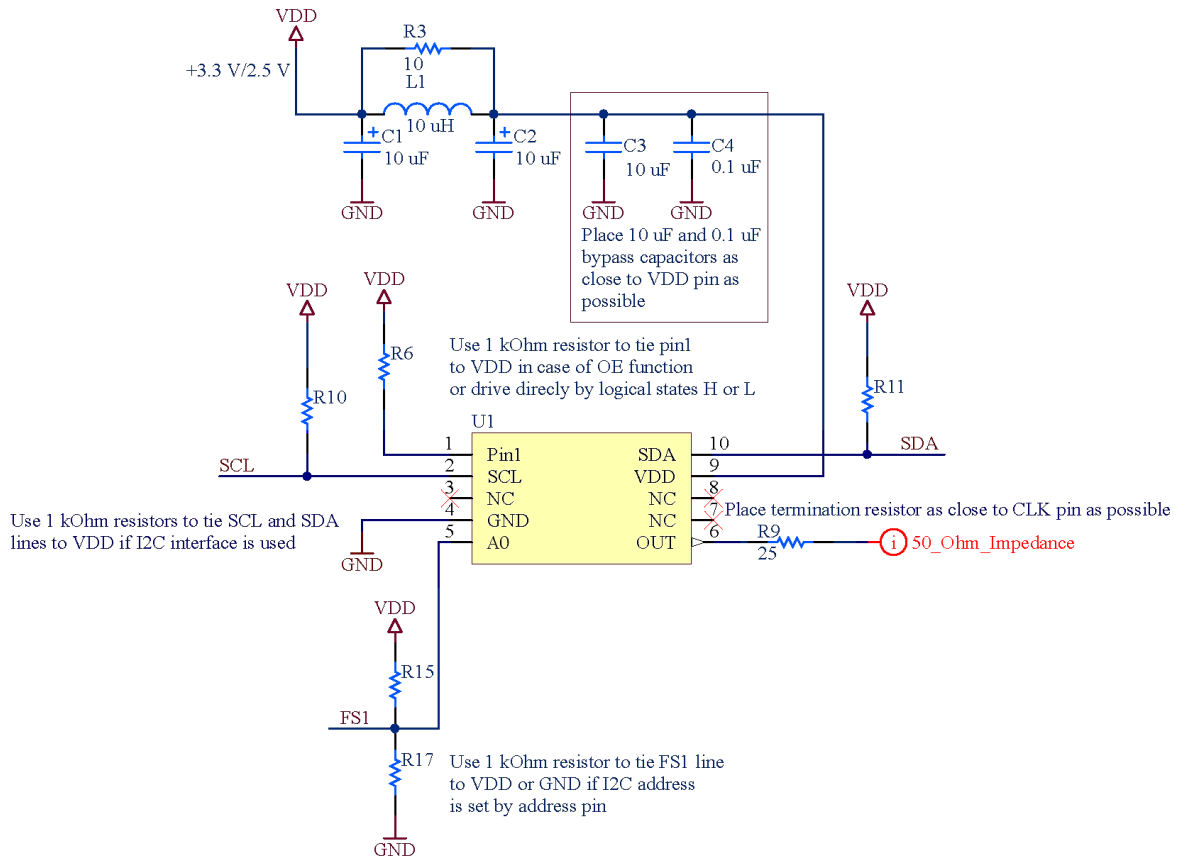 VDD
+3.3 V/2.5 V
R3
10
L1
10 uH
C1
10 uF
C2
10 uF
C3
10 uF
C4
0.1 uF
GND
GND
GND
GND
Place 10 uF and 0.1 uF
bypass capacitors as
close to VDD pin as
possible
VDD
VDD
VDD
R10
R6
R11
Use 1 kOhm resistor to tie pin1
to VDD in case of OE function
or drive direcly by logical states H or L
U1
1
Pin1
SDA
10
SDA
SCL
2
SCL
VDD
9
3
NC
NC
8
4
GND
NC
7
5
A0
OUT
6
Use 1 kOhm resistors to tie SCL and SDA
lines to VDD if I2C interface is used
GND
Place termination resistor as close to CLK pin as possible
R9
25
i
50_Ohm_Impedance
VDD
R15
FS1
R17
GND
Use 1 kOhm resistor to tie FS1 line
to VDD or GND if I2C address
is set by address pin